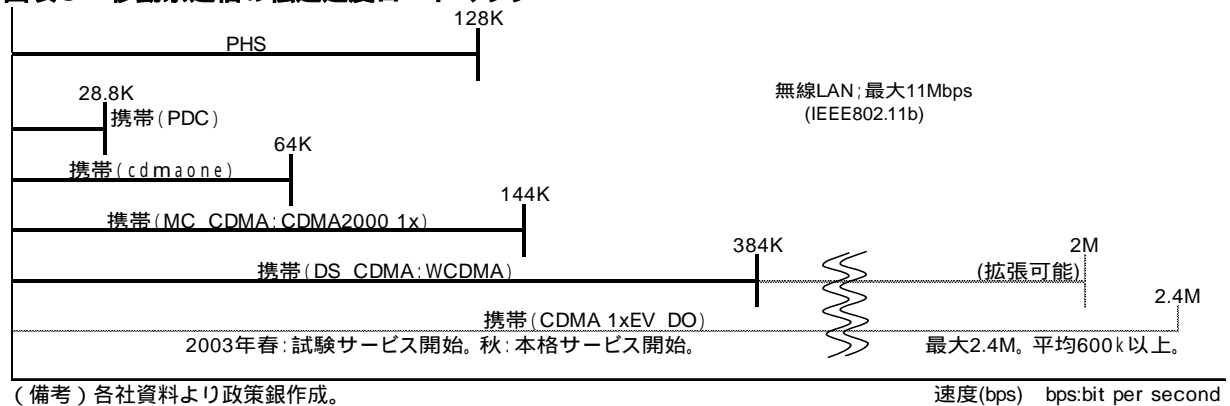 128K
PHS
28.8K
無線LAN;最大11Mbps
(IEEE802.11b)
携帯(PDC)
64K
携帯(cdmaone)
144K
携帯(MC CDMA:CDMA2000 1x)
384K
2M
携帯(DS CDMA:WCDMA)
(拡張可能)
2.4M
携帯(CDMA 1xEV DO)
2003年春:試験サービス開始。秋:本格サービス開始。
最大2.4M。平均600k以上。
(備考)各社資料より政策銀作成。
速度(bps) bps:bit per second